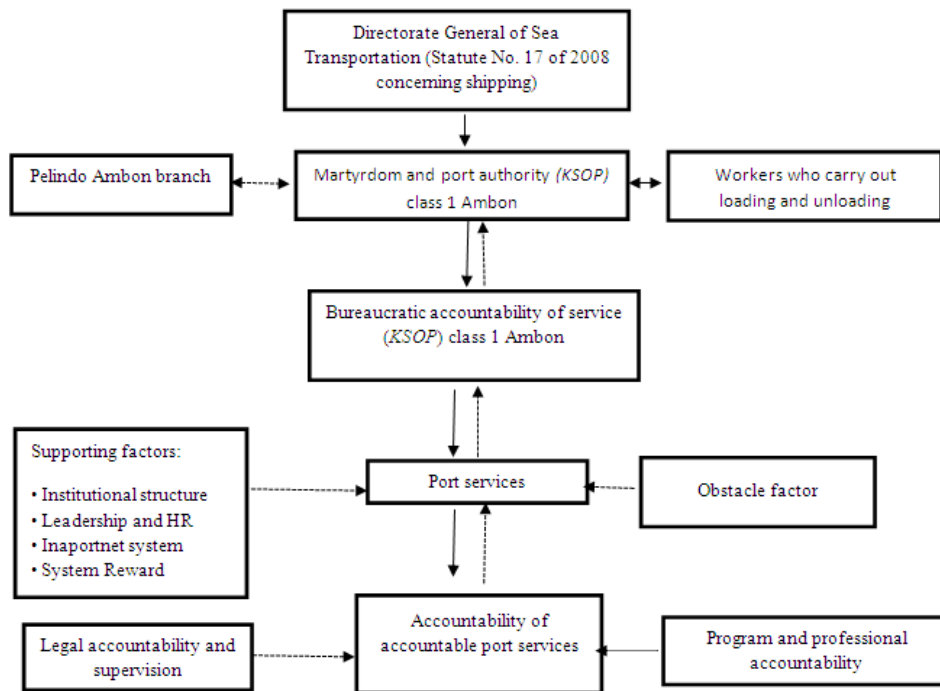 Directorate General of Sea
Transportation (Statute No. 17 of 2008
concerning shipping)
Pelindo Ambon branch
Martyrdom and port authority (KSOP)
class 1 Ambon
Workers who carry out
loading and unloading
Bureaucratic accountability of service
(KSOP) class 1 Ambon
Supporting factors:
• Institutional structure
• Leadership and HR
• Inaportnet system
• System Reward
Port services
Obstacle factor
Legal accountability and
supervision
Accountability of
accountable port services
Program and professional
accountability